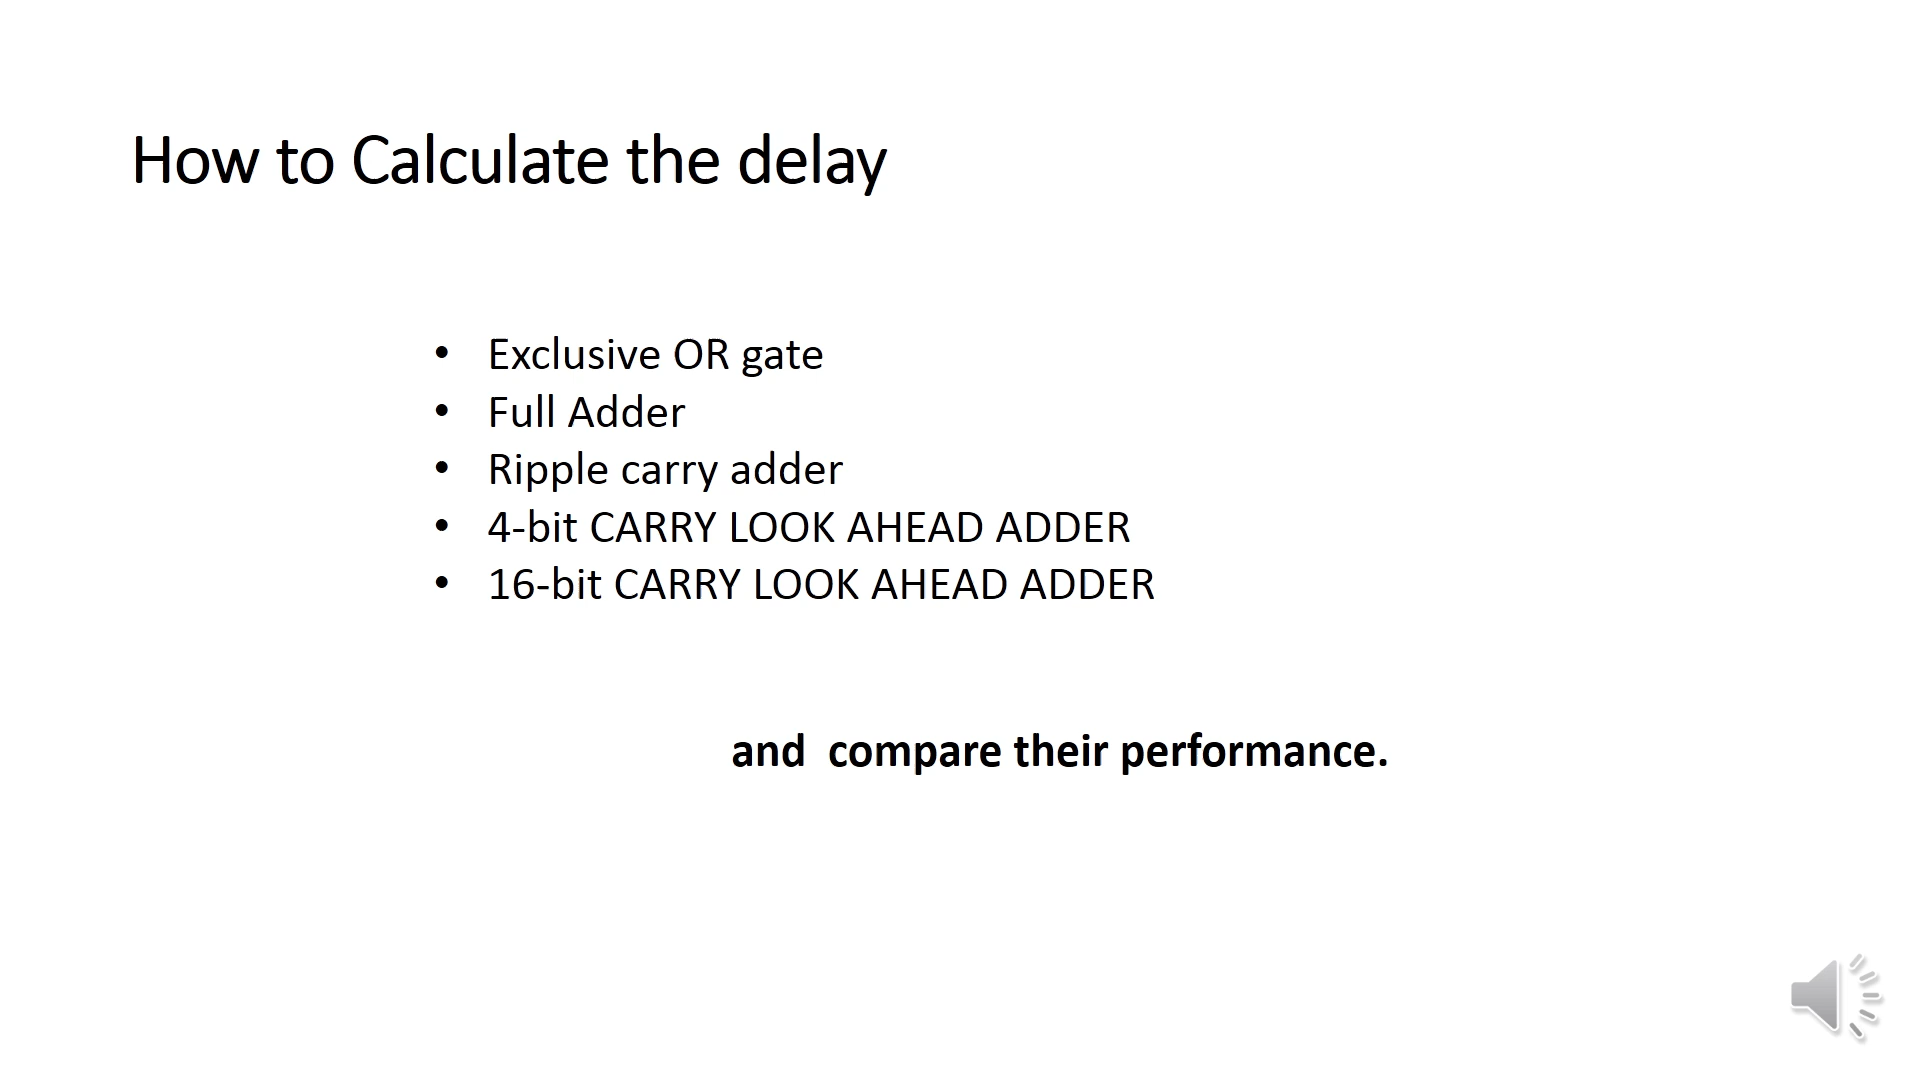 How to Calculate the delay
• Exclusive OR gate
• Full Adder
• Ripple carry adder
• 4-bit CARRY LOOK AHEAD ADDER
• 16-bit CARRY LOOK AHEAD ADDER
and  compare their performance.